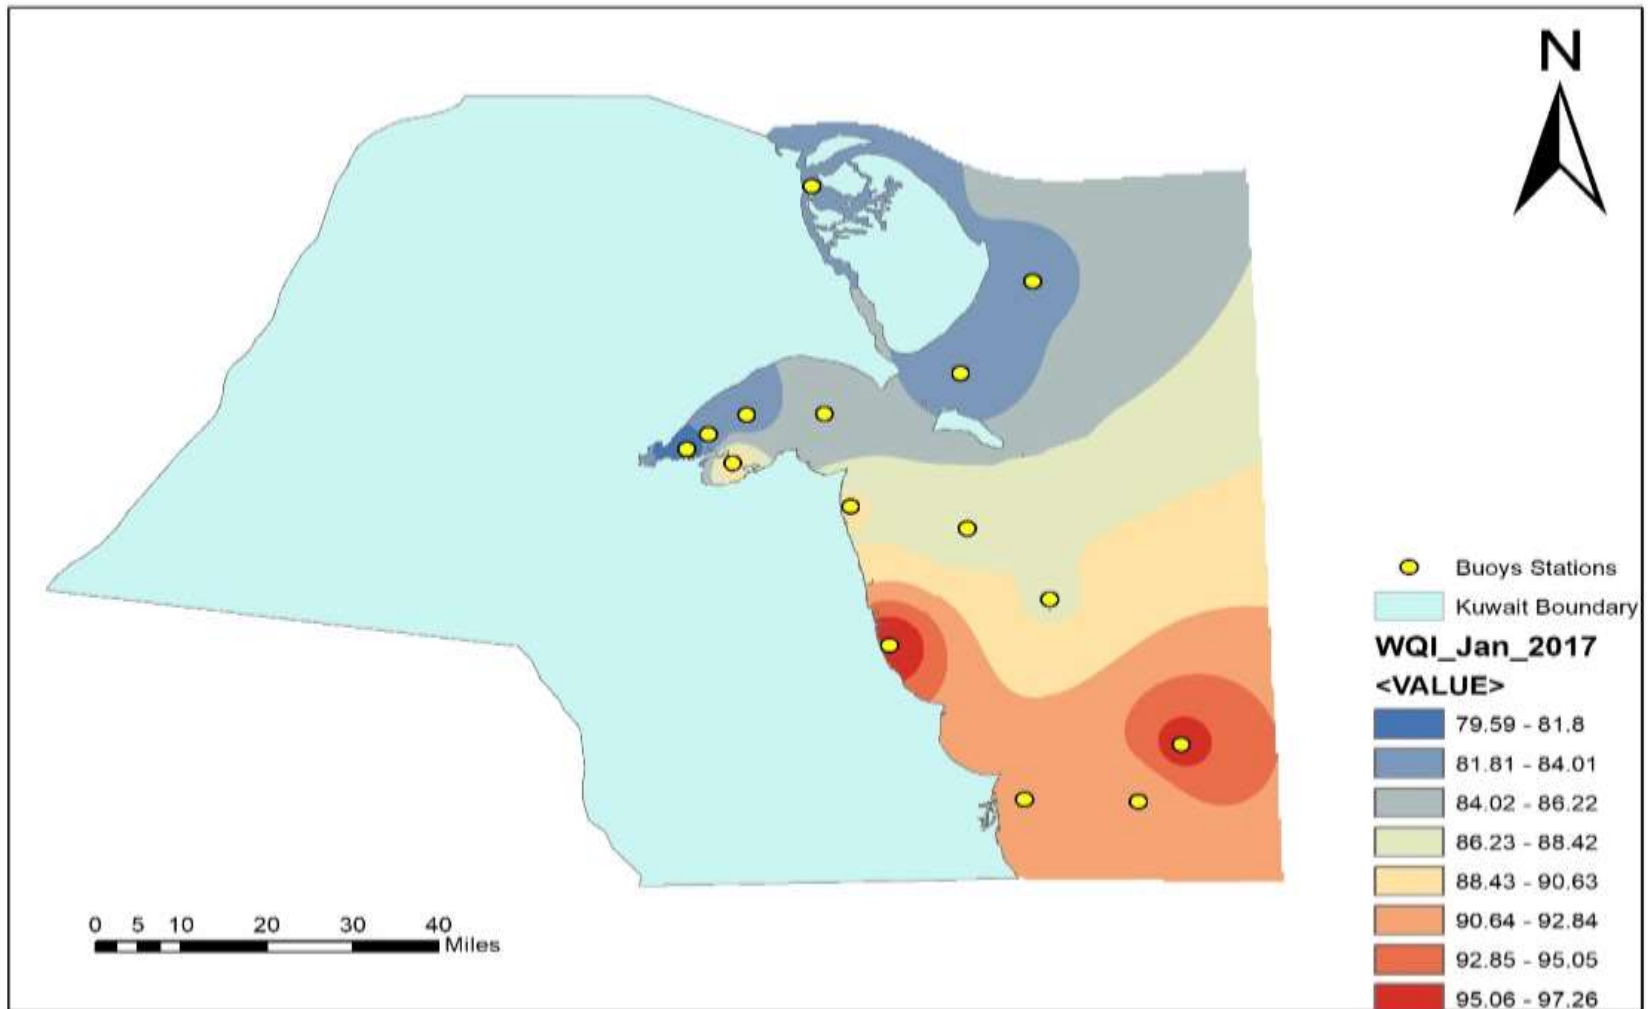 N
Buoys Stations
Kuwait Boundary
WQI_Jan_2017
<VALUE>
79.59 - 81.8
81.81 - 84.01
84.02 - 86.22
86.23 - 88.42
88.43 - 90.63
90.64 - 92.84
92.85 - 95.05
95.06 - 97.26
0 5 10 20 30 40
Miles